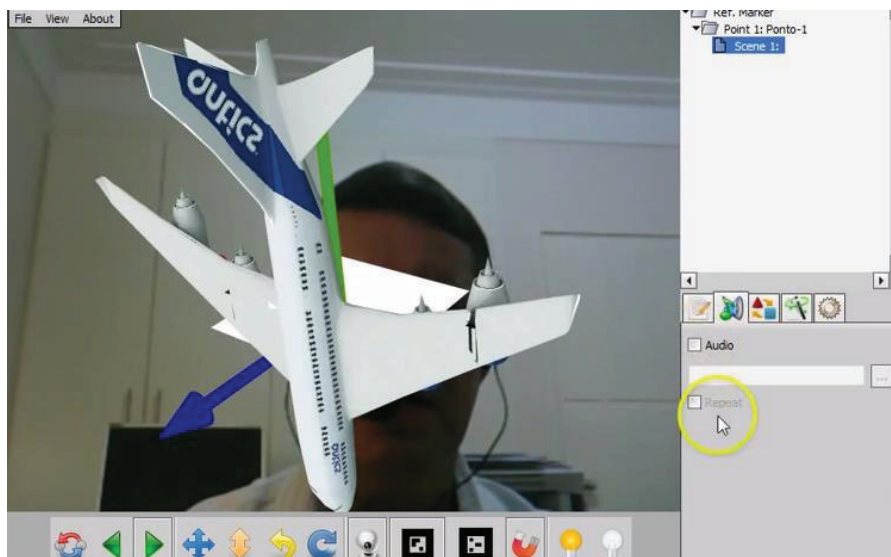 File View About
Ref. Marker
Point 1: Ponto-1
Scene 1:
Audio
...
Repeat